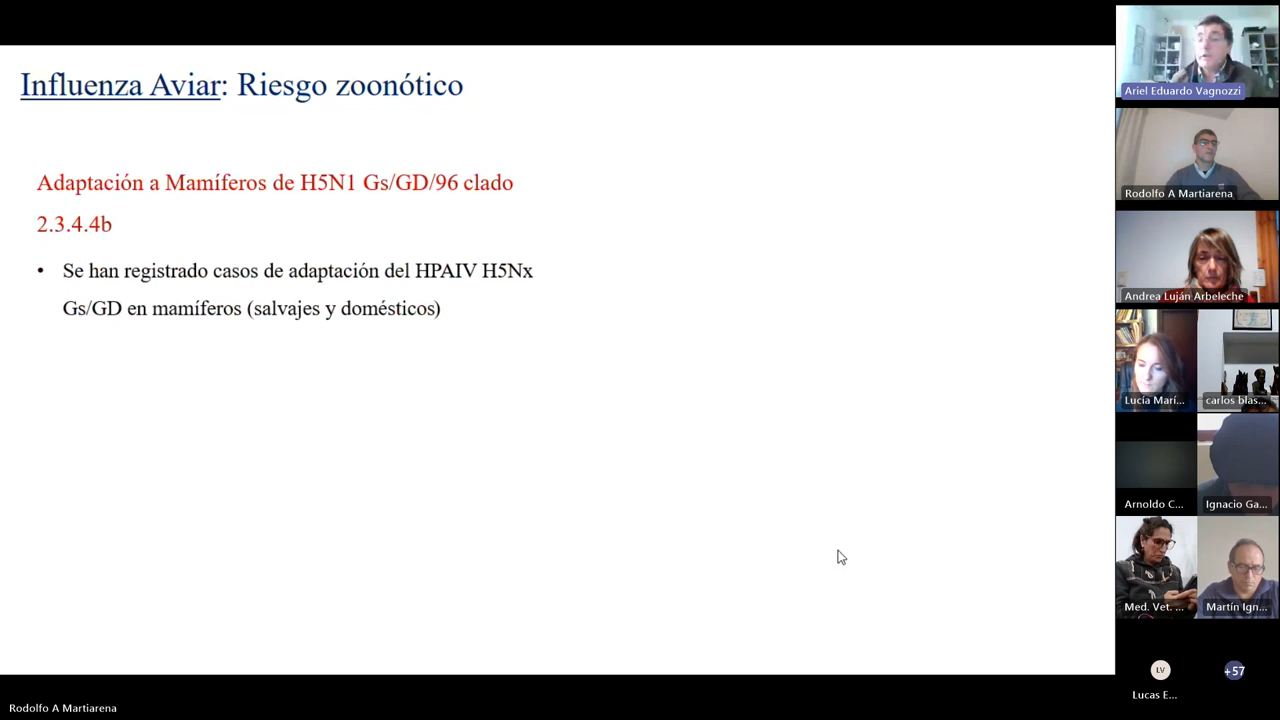 Influenza Aviar: Riesgo zoonótico
Adaptación a Mamíferos de H5N1 Gs/GD/96 clado
2.3.4.4b
• Se han registrado casos de adaptación del HPAIV H5Nx
Gs/GD en mamíferos (salvajes y domésticos)
Ariel Eduardo Vagnozzi
Rodolfo A Martiarena
Andrea Luján Arbeleche
Lucía Marí...
carlos blas...
Arnoldo C...
Ignacio Ga...
Med. Vet. ...
Martín Ign...
LV
+57
Lucas E...
Rodolfo A Martiarena